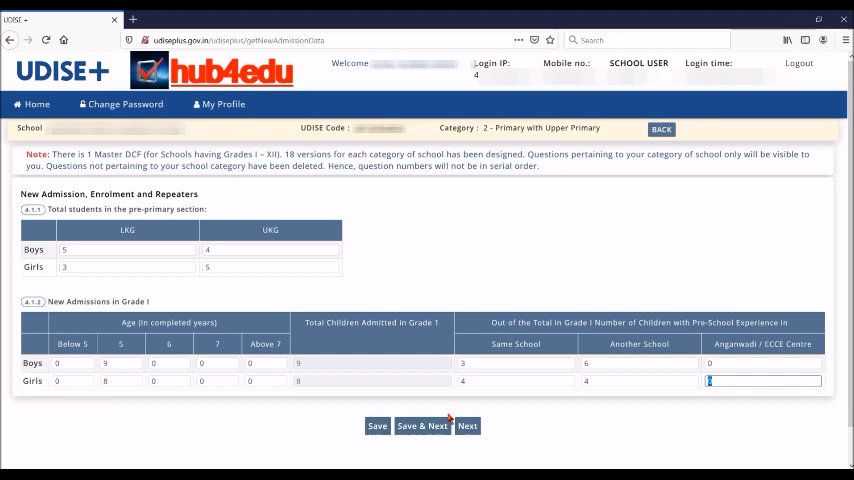 UDISE +
udiseplus.gov.in/udiseplus/getNewAdmissionData
Search
UDISE+
hub4edu
Welcome
Login IP:
4
Mobile no.:
SCHOOL USER
Login time:
Logout
Home
Change Password
My Profile
School
UDISE Code :
Category : 2 - Primary with Upper Primary
BACK
Note: There is 1 Master DCF (for Schools having Grades I – XII). 18 versions for each category of school has been designed. Questions pertaining to your category of school only will be visible to
you. Questions not pertaining to your school category have been deleted. Hence, question numbers will not be in serial order.
New Admission, Enrolment and Repeaters
4.1.1 Total students in the pre-primary section:
LKG UKG
Boys 5 4
Girls 3 5
4.1.2 New Admissions in Grade I
Age (in completed years) Total Children Admitted in Grade 1 Out of the Total in Grade I Number of Children with Pre-School Experience in
Below 5 5 6 7 Above 7 Same School Another School Anganwadi / ECCE Centre
Boys 0 9 0 0 0 9 3 6 0
Girls 0 8 0 0 0 8 4 4 0
Save Save & Next Next